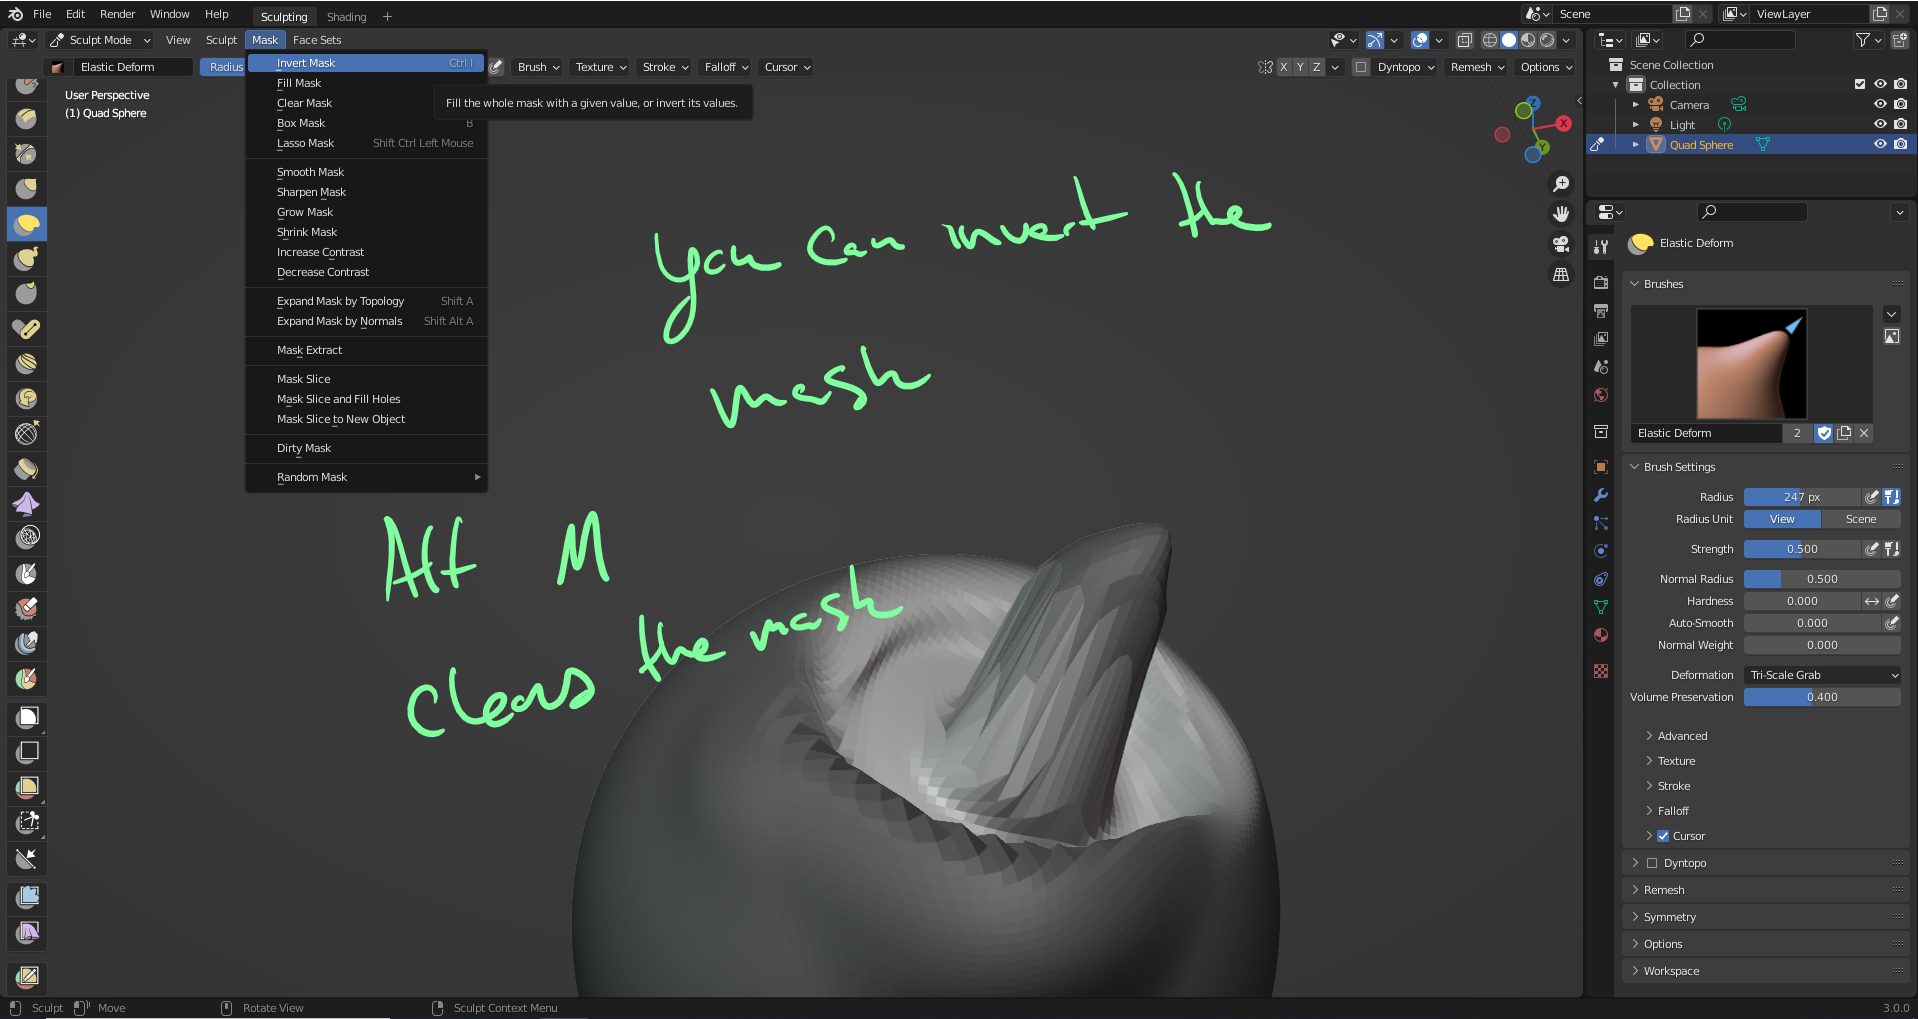 File Edit Render Window Help Sculpting Shading + Scene ViewLayer
Sculpt Mode View Sculpt Mask Face Sets
Elastic Deform Radius Brush Texture Stroke Falloff Cursor X Y Z Dyntopo Remesh Options
User Perspective
(1) Quad Sphere
Invert Mask Ctrl I
Fill Mask
Clear Mask
Box Mask B
Lasso Mask Shift Ctrl Left Mouse
Smooth Mask
Sharpen Mask
Grow Mask
Shrink Mask
Increase Contrast
Decrease Contrast
Expand Mask by Topology Shift A
Expand Mask by Normals Shift Alt A
Mask Extract
Mask Slice
Mask Slice and Fill Holes
Mask Slice to New Object
Dirty Mask
Random Mask
Fill the whole mask with a given value, or invert its values.
you can invert the
mask
Alt M
Clears the mask
Z
X
Y
Scene Collection
Collection
Camera
Light
Quad Sphere
Elastic Deform
Brushes
Elastic Deform 2
Brush Settings
Radius 247 px
Radius Unit View Scene
Strength 0.500
Normal Radius 0.500
Hardness 0.000
Auto-Smooth 0.000
Normal Weight 0.000
Deformation Tri-Scale Grab
Volume Preservation 0.400
Advanced
Texture
Stroke
Falloff
Cursor
Dyntopo
Remesh
Symmetry
Options
Workspace
Sculpt Move Rotate View Sculpt Context Menu 3.0.0